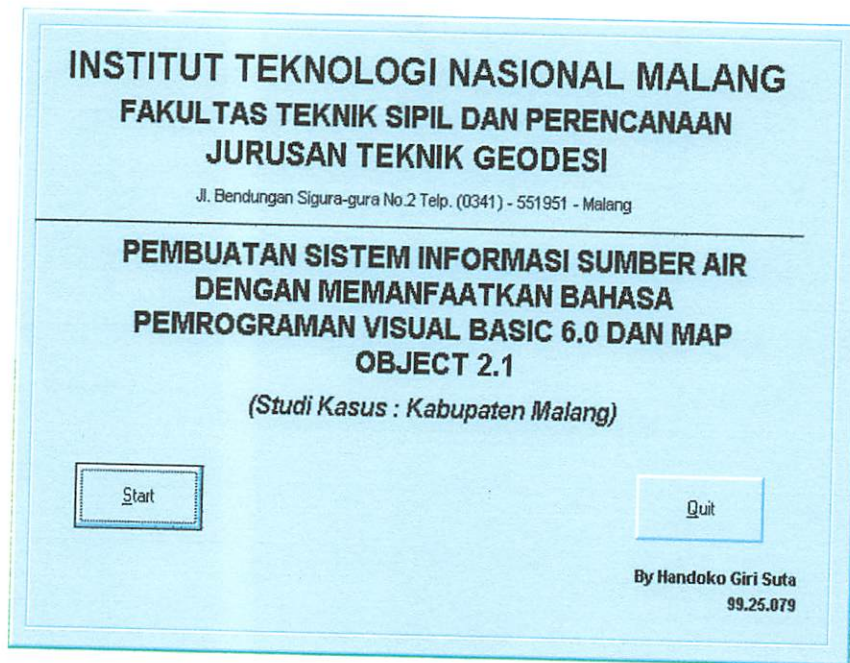 INSTITUT TEKNOLOGI NASIONAL MALANG
FAKULTAS TEKNIK SIPIL DAN PERENCANAAN
JURUSAN TEKNIK GEODESI
Jl. Bendungan Sigura-gura No.2 Telp. (0341) - 551951 - Malang
PEMBUATAN SISTEM INFORMASI SUMBER AIR
DENGAN MEMANFAATKAN BAHASA
PEMROGRAMAN VISUAL BASIC 6.0 DAN MAP
OBJECT 2.1
(Studi Kasus : Kabupaten Malang)
Start
Quit
By Handoko Giri Suta
99.25.079